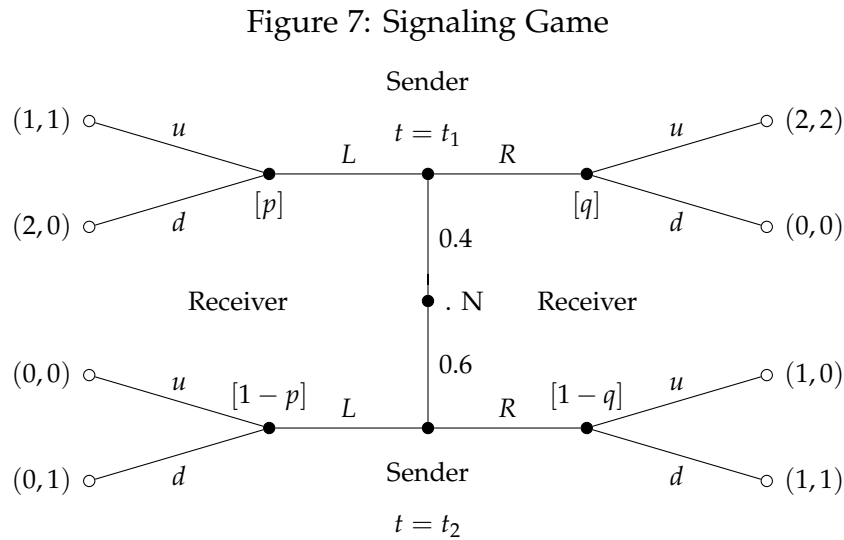 Figure 7: Signaling Game
Sender
t = t₁
(1, 1) u L R u (2, 2)
[p] [q]
(2, 0) d d (0, 0)
0.4
Receiver . N Receiver
0.6
(0, 0) u [1 − p] L R [1 − q] u (1, 0)
(0, 1) d d (1, 1)
Sender
t = t₂